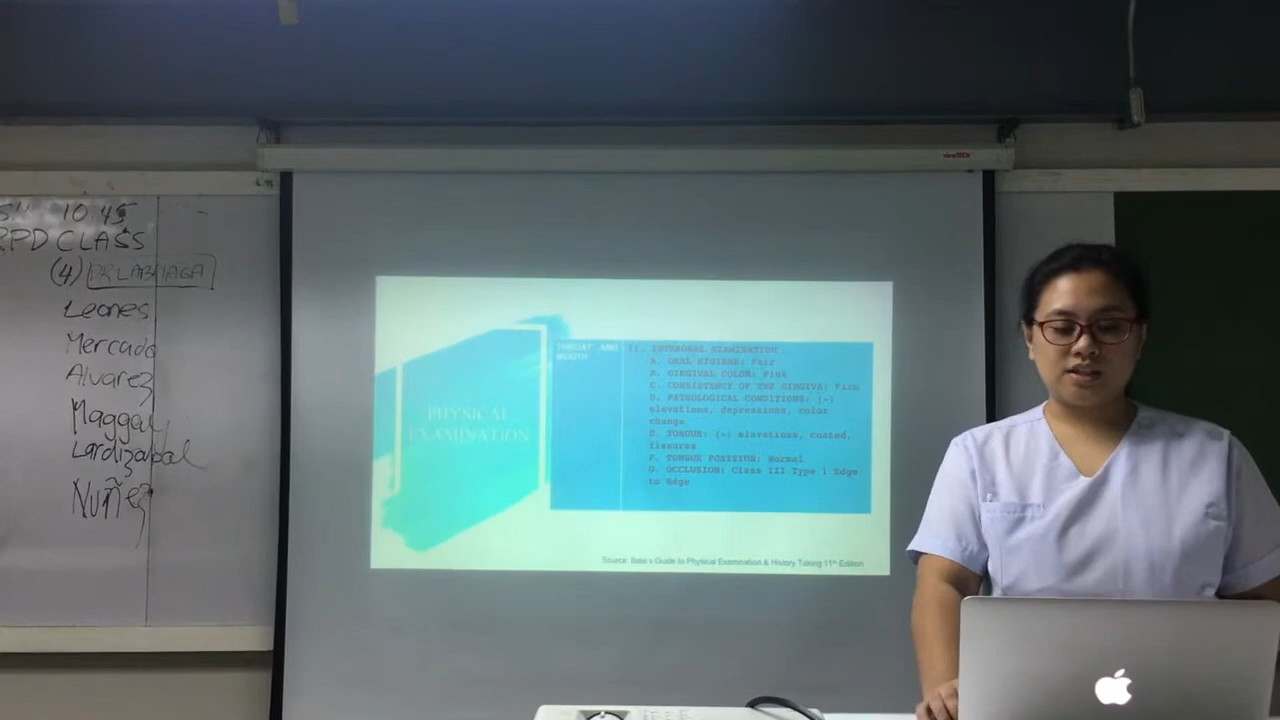 10:45
RPD CLASS
(4) DR LABRIAGA
Leones
Mercado
Alvarez
Maggay
Lardizabal
Nuñez
viewTECH
PHYSICAL
EXAMINATION
THROAT AND
MOUTH
II. INTRAORAL EXAMINATION
A. ORAL HYGIENE: Fair
B. GINGIVAL COLOR: Pink
C. CONSISTENCY OF THE GINGIVA: Firm
D. PATHOLOGICAL CONDITIONS: (-)
elevations, depressions, color
change
E. TONGUE: (-) elevations, coated,
fissures
F. TONGUE POSITION: Normal
G. OCCLUSION: Class III Type 1 Edge
to Edge
Source: Bate's Guide to Physical Examination & History Taking 11th Edition